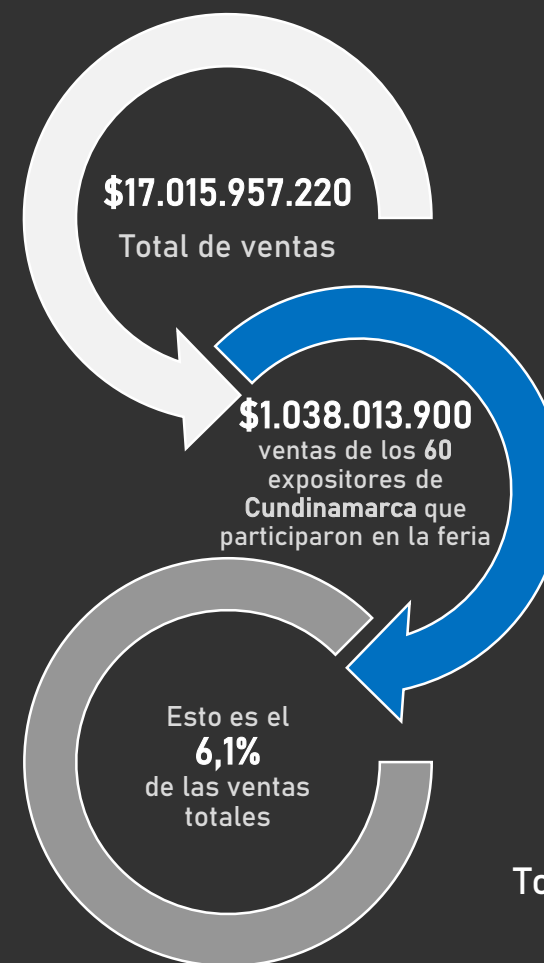 $17.015.957.220
Total de ventas
$1.038.013.900
ventas de los 60
expositores de
Cundinamarca que
participaron en la feria
Esto es el
6,1%
de las ventas
totales